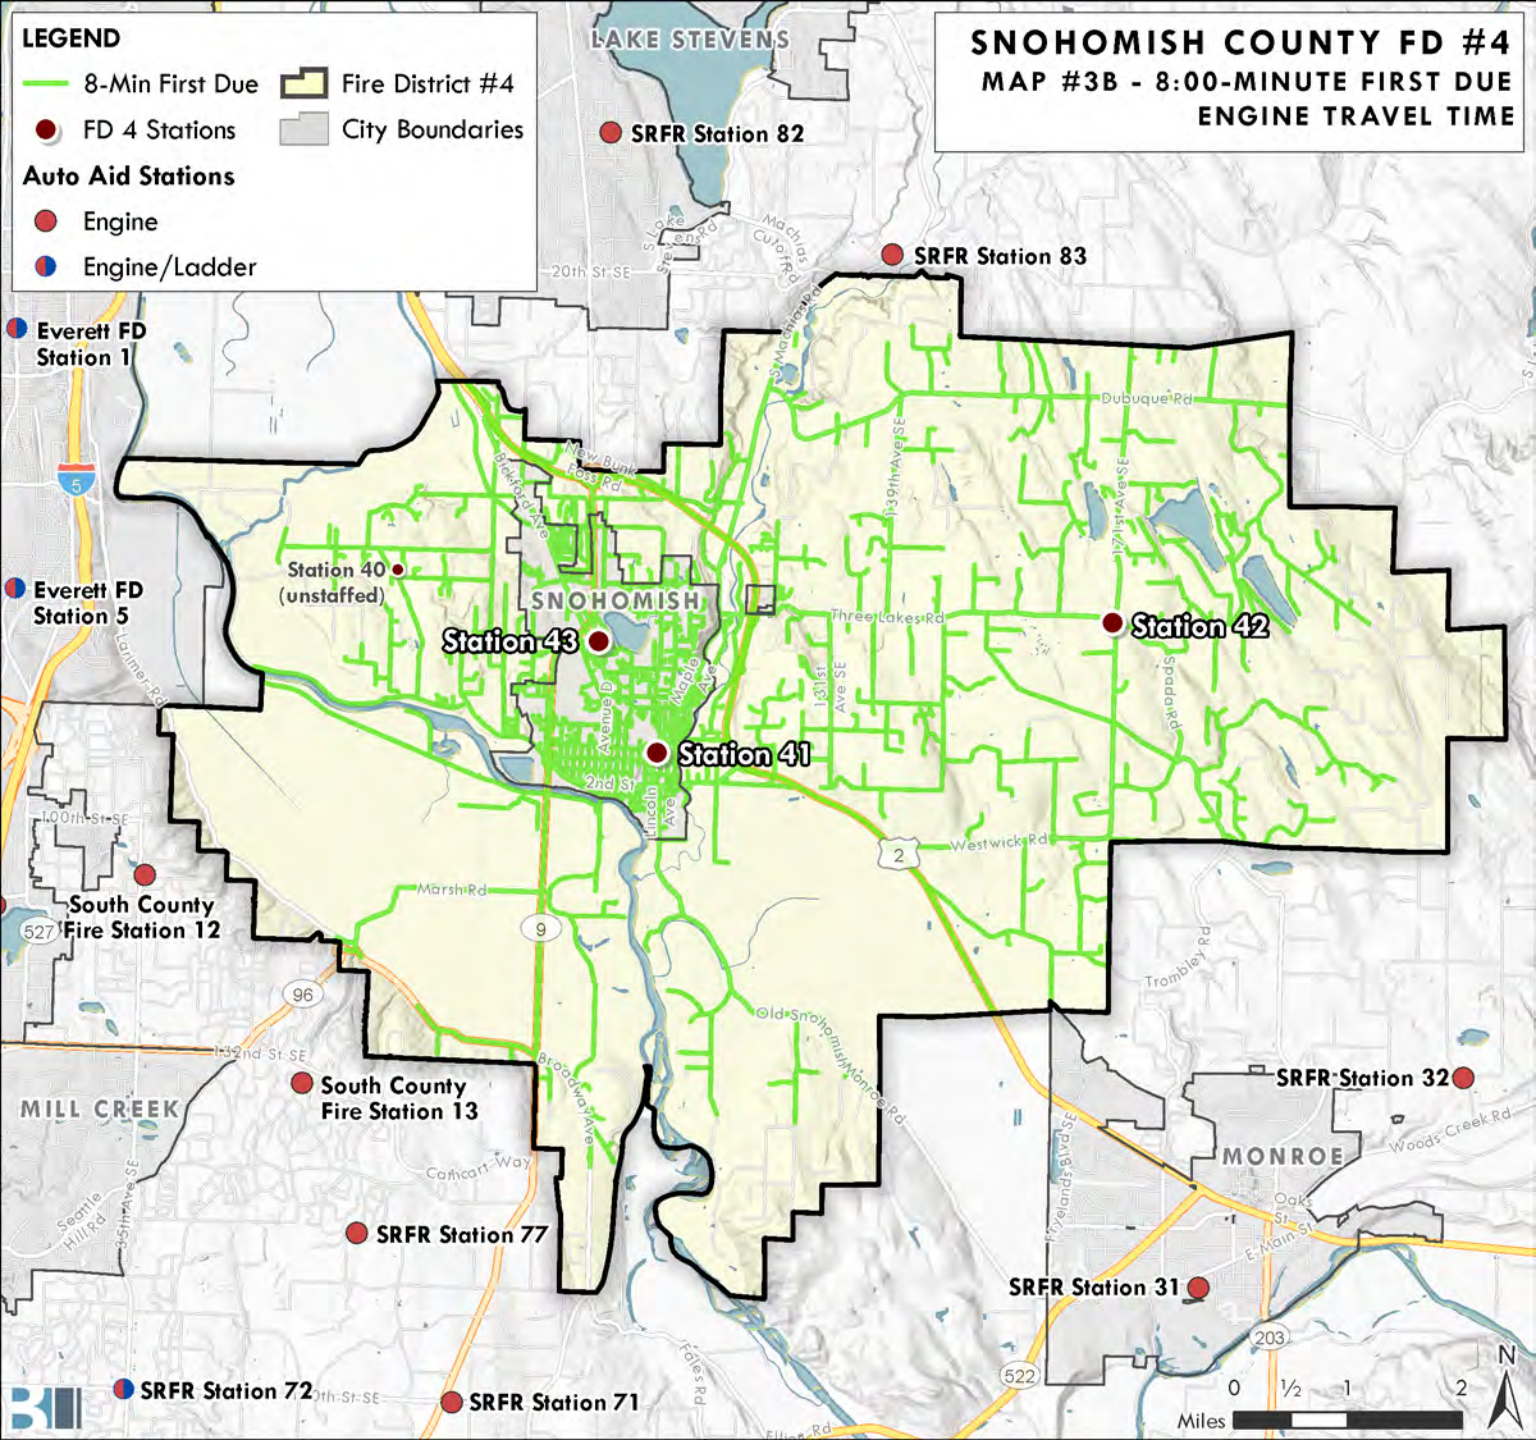 LEGEND
8-Min First Due
Fire District #4
FD 4 Stations
City Boundaries
Auto Aid Stations
Engine
Engine/Ladder
SNOHOMISH COUNTY FD #4
MAP #3B - 8:00-MINUTE FIRST DUE
ENGINE TRAVEL TIME
LAKE STEVENS
SRFR Station 82
S Lake
Stevens Rd
Machias
Cutoff Rd
20th St SE
SRFR Station 83
S Machias Rd
Everett FD
Station 1
5
Dubuque Rd
New Bunk
Foss Rd
Bickford Ave
139th Ave SE
171st Ave SE
Station 40
(unstaffed)
Everett FD
Station 5
SNOHOMISH
Three Lakes Rd
Station 42
Station 43
Larimer Rd
Maple
Ave
131st
Ave SE
Spada Rd
Avenue D
Station 41
2nd St
Lincoln
Ave
100th St SE
2
Westwick Rd
South County
Fire Station 12
527
Marsh Rd
9
96
Trombley Rd
Old Snohomish Monroe Rd
132nd St SE
Broadway Ave
South County
Fire Station 13
MILL CREEK
SRFR Station 32
Woods Creek Rd
MONROE
Fryelands Blvd SE
Cathcart Way
35th Ave SE
Seattle
Hill Rd
Oaks
St
E Main St
SRFR Station 77
SRFR Station 31
203
522
Fales Rd
SRFR Station 72
0th St SE
SRFR Station 71
Elliott Rd
N
0 ½ 1 2
Miles